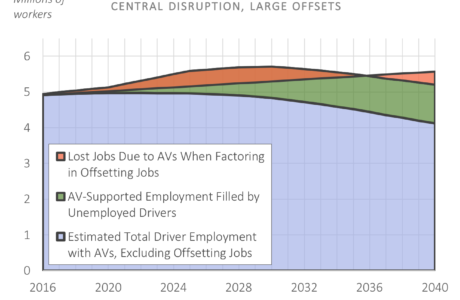 Millions of
workers
CENTRAL DISRUPTION, LARGE OFFSETS
6
5
4
3
2
1
0
Lost Jobs Due to AVs When Factoring
in Offsetting Jobs
AV-Supported Employment Filled by
Unemployed Drivers
Estimated Total Driver Employment
with AVs, Excluding Offsetting Jobs
2016
2020
2024
2028
2032
2036
2040